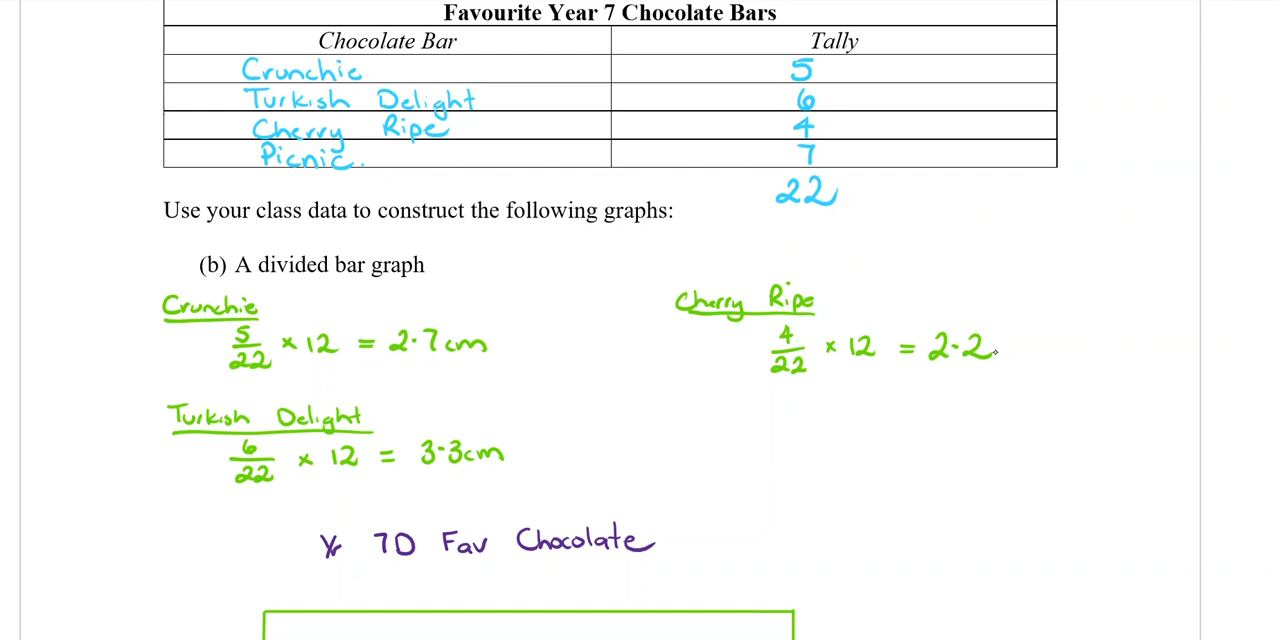 Favourite Year 7 Chocolate Bars
Chocolate Bar Tally
Crunchie 5
Turkish Delight 6
Cherry Ripe 4
Picnic. 7
22
Use your class data to construct the following graphs:
(b) A divided bar graph
Crunchie
5/22 × 12 = 2.7cm
Cherry Ripe
4/22 × 12 = 2.2
Turkish Delight
6/22 × 12 = 3.3cm
Yr 7D Fav Chocolate